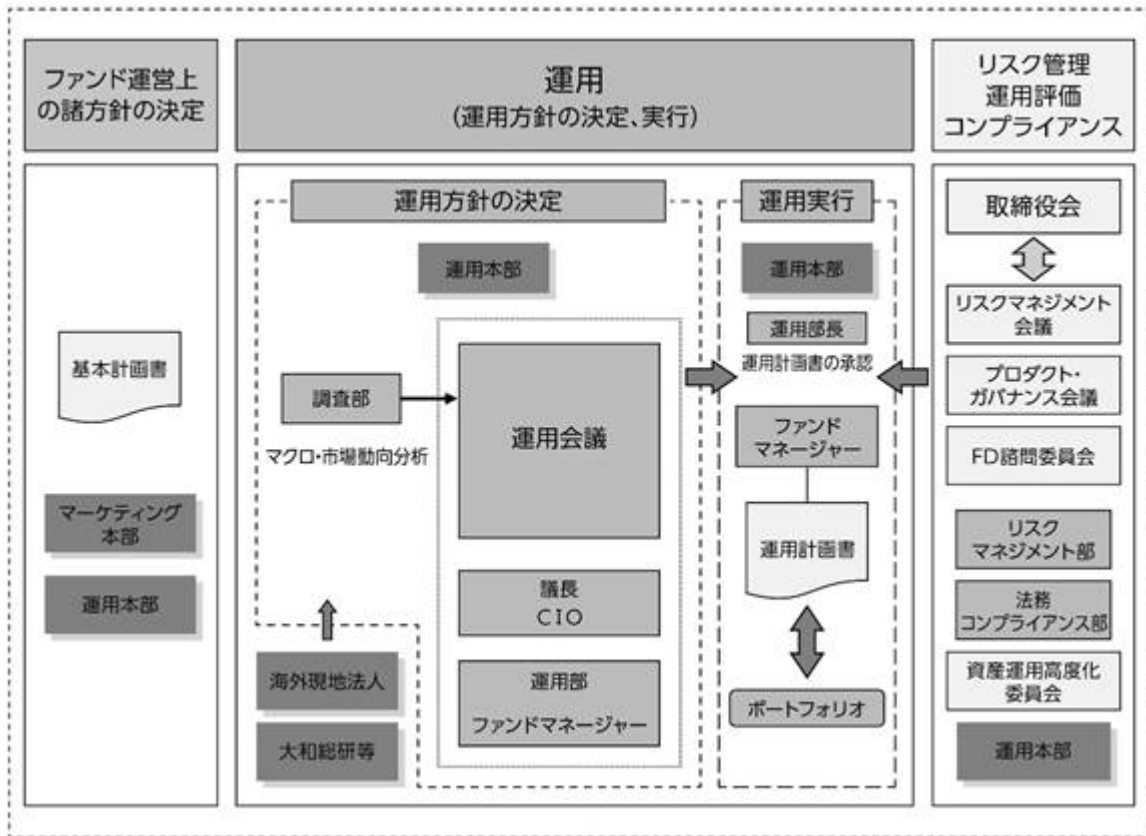 ファンド運営上
の諸方針の決定
運用
(運用方針の決定、実行)
リスク管理
運用評価
コンプライアンス
基本計画書
マーケティング
本部
運用本部
運用方針の決定
運用本部
調査部
マクロ・市場動向分析
運用会議
議長
CIO
運用部
ファンドマネージャー
海外現地法人
大和総研等
運用実行
運用本部
運用部長
運用計画書の承認
ファンド
マネージャー
運用計画書
ポートフォリオ
取締役会
リスクマネジメント
会議
プロダクト・
ガバナンス会議
FD諮問委員会
リスク
マネジメント部
法務
コンプライアンス部
資産運用高度化
委員会
運用本部